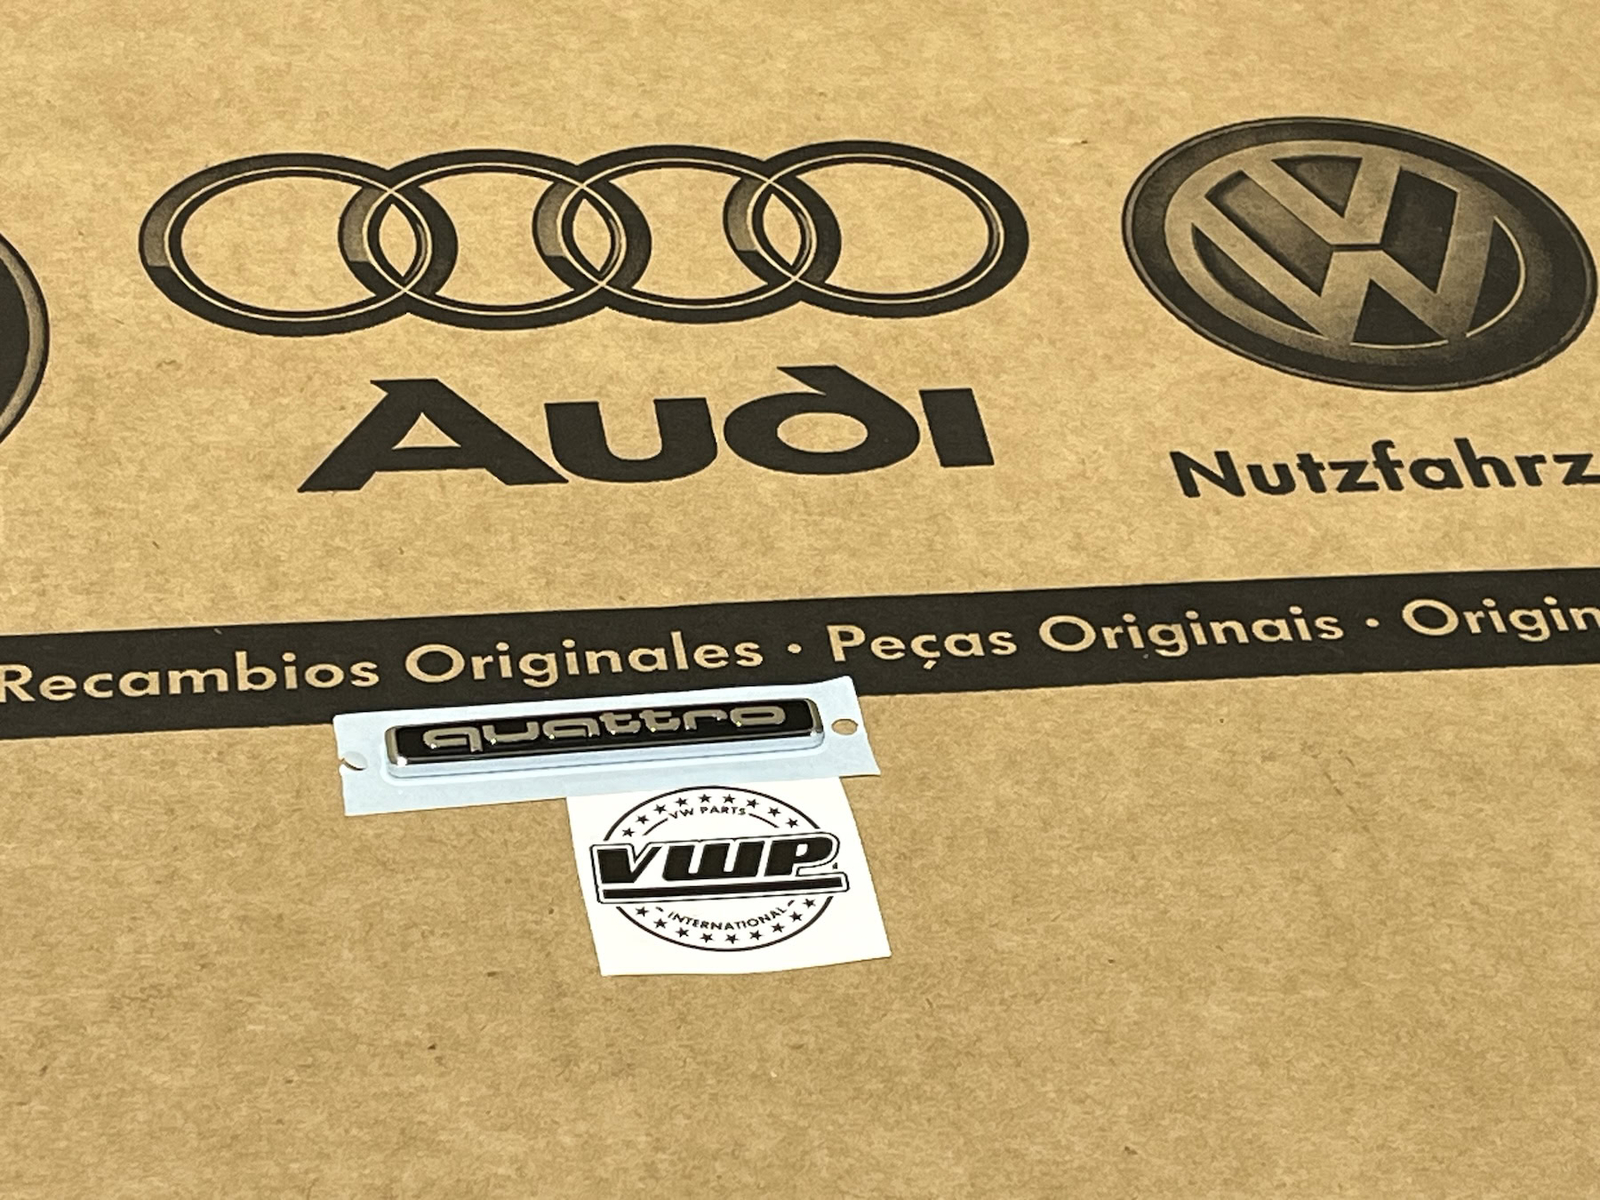 Audi
Nutzfahrz
Recambios Originales · Peças Originais · Origin
quattro
VW PARTS
VWP
INTERNATIONAL